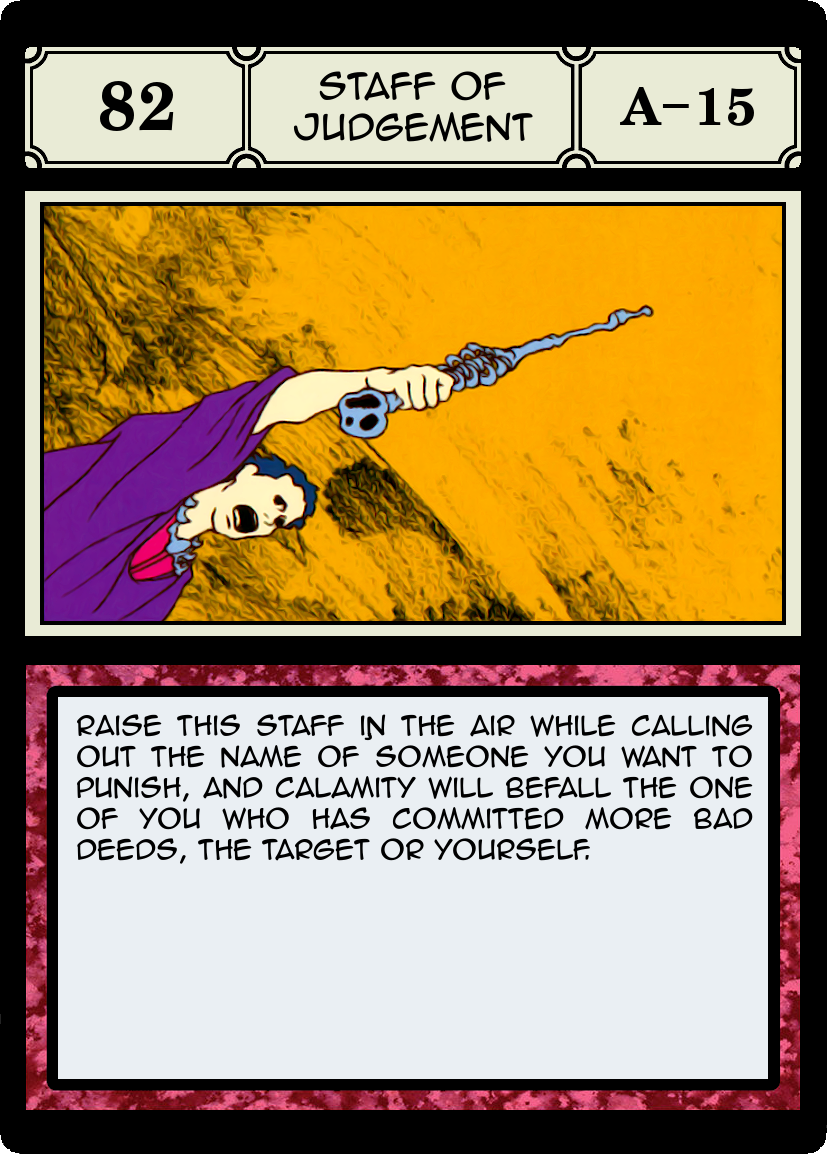 82
STAFF OF
JUDGEMENT
A-15
RAISE THIS STAFF IN THE AIR WHILE CALLING
OUT THE NAME OF SOMEONE YOU WANT TO
PUNISH, AND CALAMITY WILL BEFALL THE ONE
OF YOU WHO HAS COMMITTED MORE BAD
DEEDS, THE TARGET OR YOURSELF.